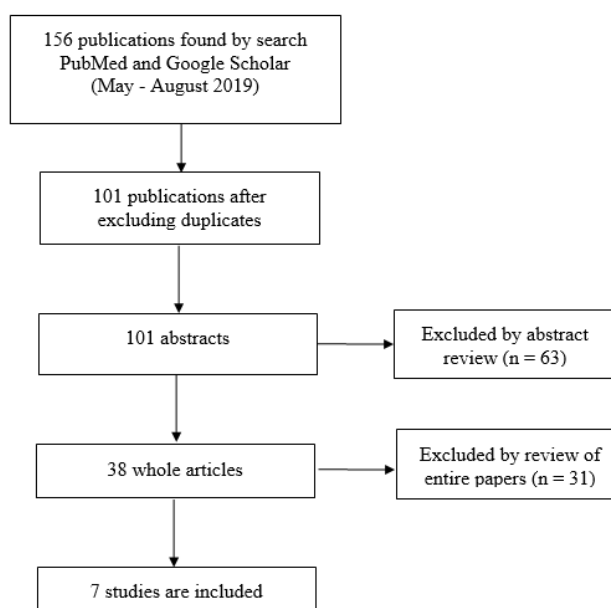 156 publications found by search
PubMed and Google Scholar
(May - August 2019)
101 publications after
excluding duplicates
101 abstracts
Excluded by abstract
review (n = 63)
38 whole articles
Excluded by review of
entire papers (n = 31)
7 studies are included